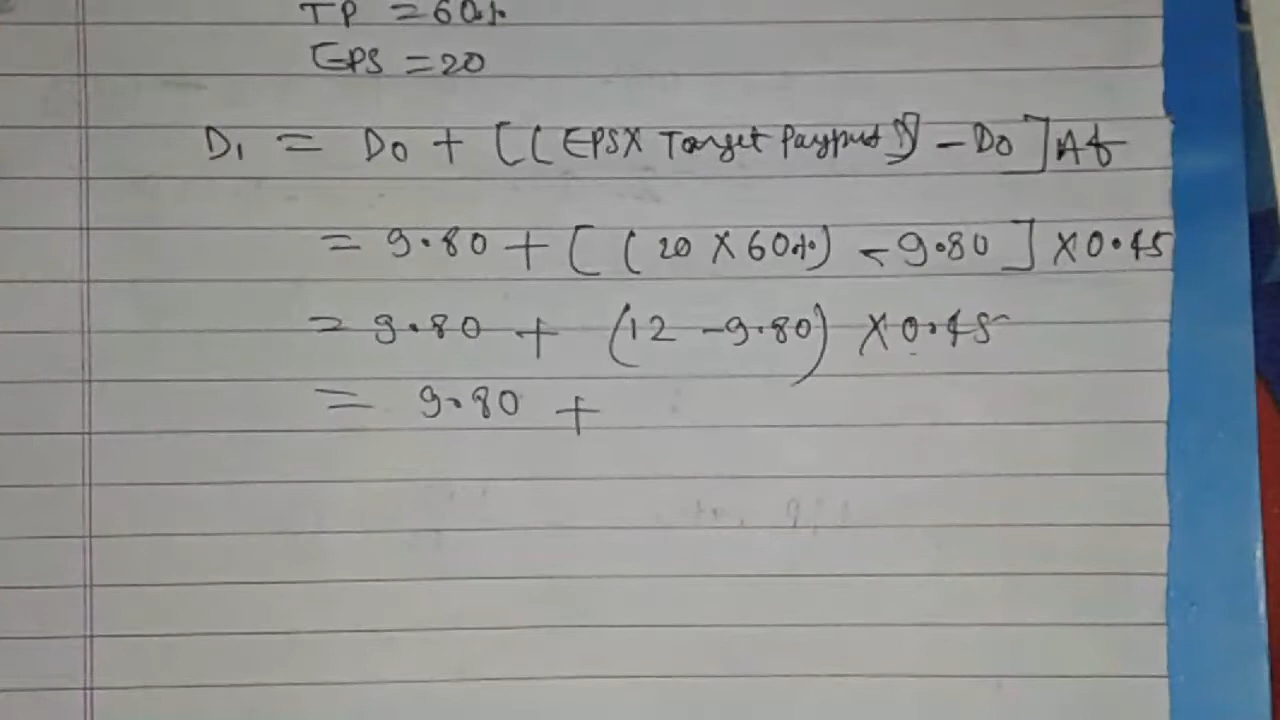 TP = 60%
EPS = 20
D₁ = D₀ + [((EPS X Target Payout)] - D₀] Af
= 9.80 + [(20 X 60%) - 9.80] X 0.45
= 9.80 + (12 - 9.80) X 0.45
= 9.80 +